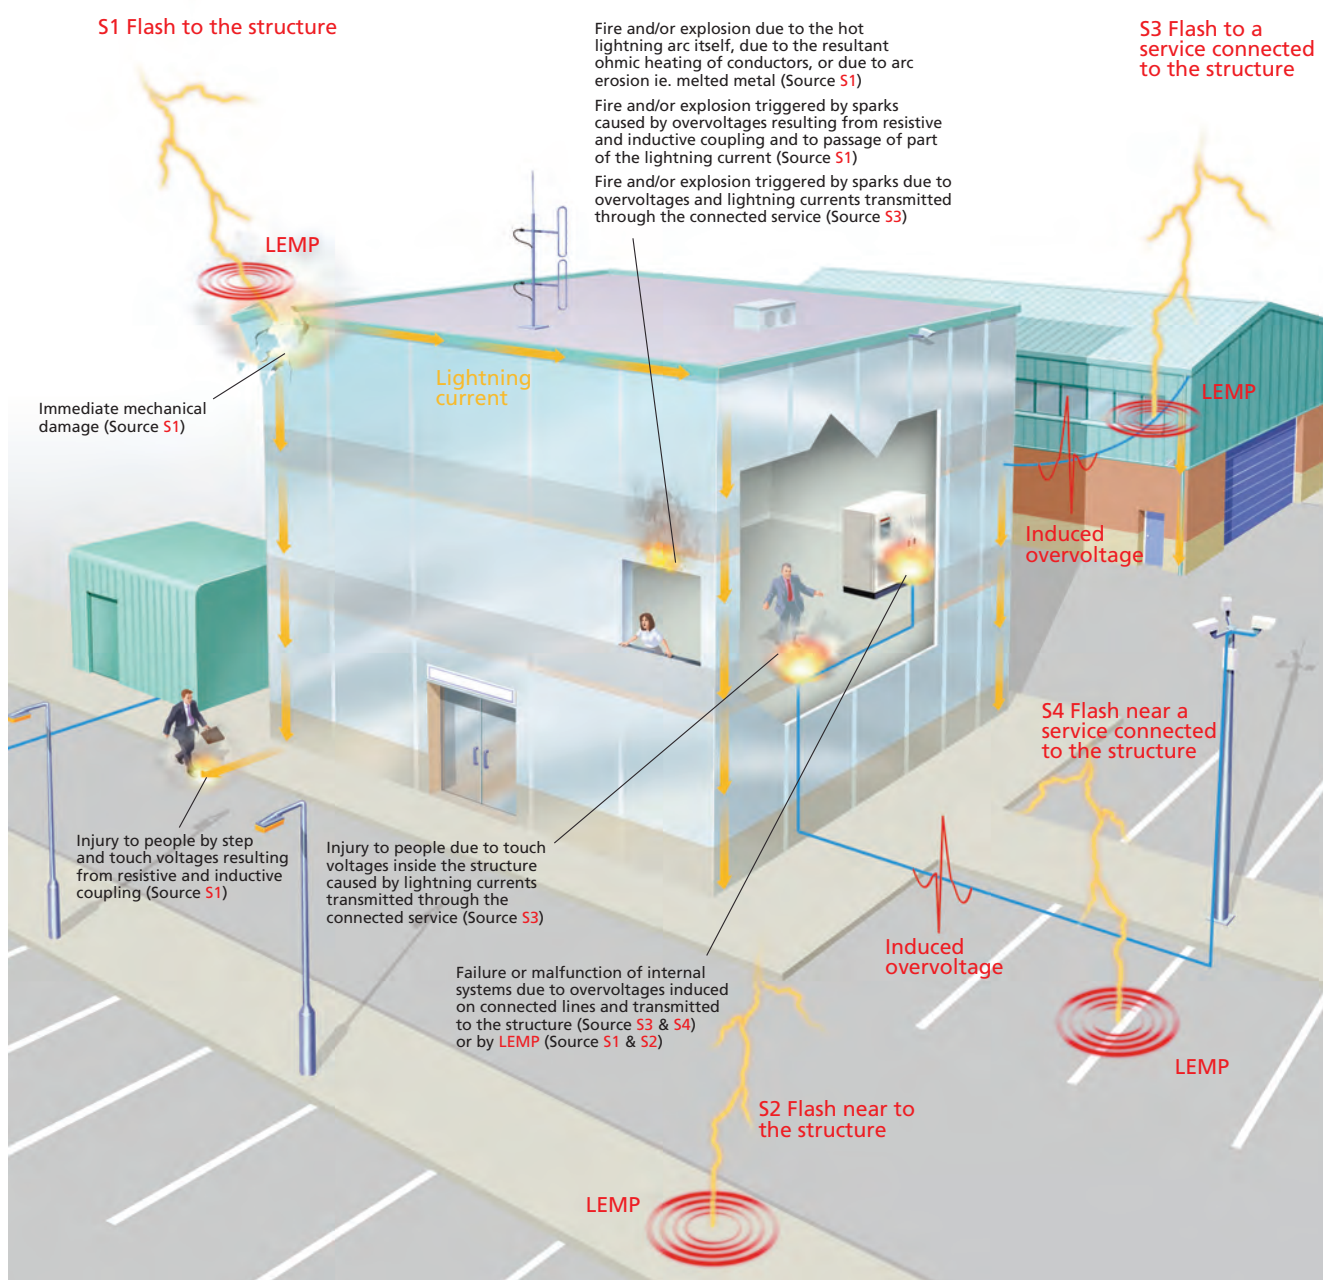 S1 Flash to the structure
Fire and/or explosion due to the hot
lightning arc itself, due to the resultant
ohmic heating of conductors, or due to arc
erosion ie. melted metal (Source S1)
Fire and/or explosion triggered by sparks
caused by overvoltages resulting from resistive
and inductive coupling and to passage of part
of the lightning current (Source S1)
Fire and/or explosion triggered by sparks due to
overvoltages and lightning currents transmitted
through the connected service (Source S3)
S3 Flash to a
service connected
to the structure
LEMP
Lightning
current
LEMP
Immediate mechanical
damage (Source S1)
Induced
overvoltage
S4 Flash near a
service connected
to the structure
Injury to people by step
and touch voltages resulting
from resistive and inductive
coupling (Source S1)
Injury to people due to touch
voltages inside the structure
caused by lightning currents
transmitted through the
connected service (Source S3)
Induced
overvoltage
Failure or malfunction of internal
systems due to overvoltages induced
on connected lines and transmitted
to the structure (Source S3 & S4)
or by LEMP (Source S1 & S2)
LEMP
S2 Flash near to
the structure
LEMP